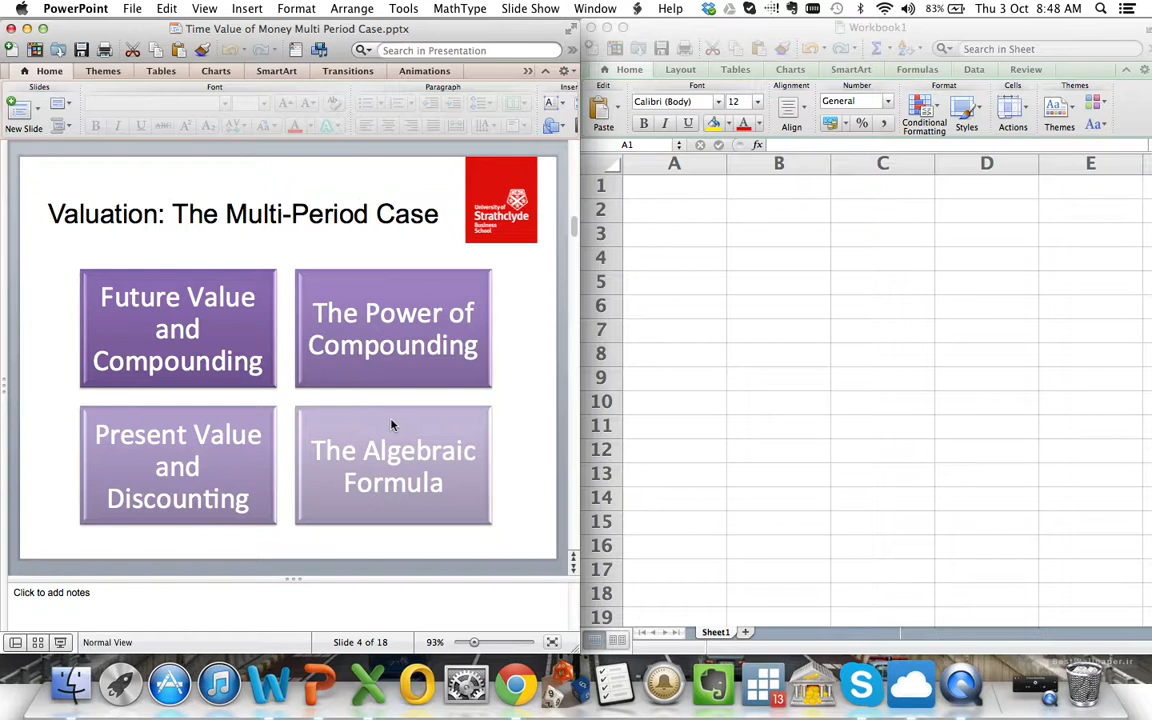 PowerPoint File Edit View Insert Format Arrange Tools MathType Slide Show Window Help 83% Thu 3 Oct 8:48 AM
Time Value of Money Multi Period Case.pptx
Workbook1
Search in Presentation
Search in Sheet
Home Themes Tables Charts SmartArt Transitions Animations
Home Layout Tables Charts SmartArt Formulas Data Review
Slides Font Paragraph Inser
Edit Font Alignment Number Format Cells Themes
Calibri (Body) 12 General
New Slide
B I U ABC
Paste
B I U A
Align
%
Conditional Formatting
Styles
Actions
Themes
Aa
A1
fx
A B C D E
1
2
3
4
5
6
7
8
9
10
11
12
13
14
15
16
17
18
19
Valuation: The Multi-Period Case
University of
Strathclyde
Business
School
Future Value
and
Compounding
The Power of
Compounding
Present Value
and
Discounting
The Algebraic
Formula
Click to add notes
Normal View Slide 4 of 18 93%
Sheet1
13